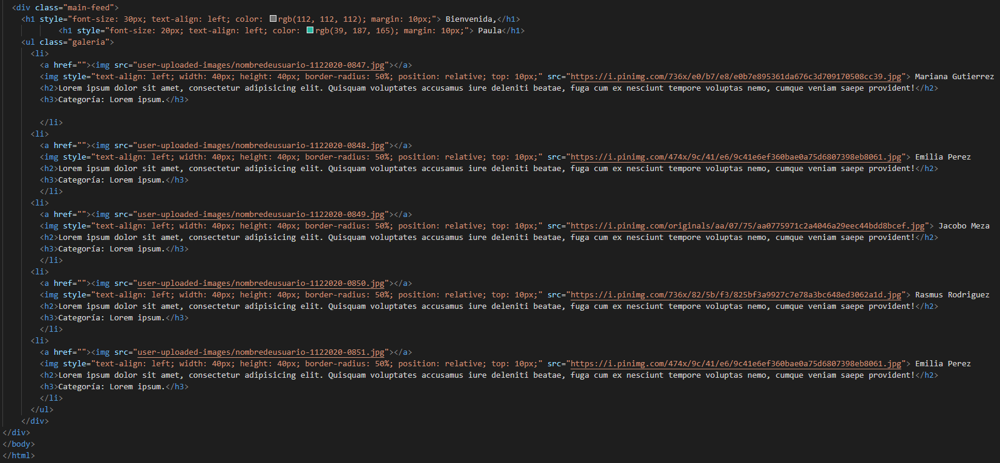 <div class="main-feed">
<h1 style="font-size: 30px; text-align: left; color: rgb(112, 112, 112); margin: 10px;"> Bienvenida,</h1>
<h1 style="font-size: 20px; text-align: left; color: rgb(39, 187, 165); margin: 10px;"> Paula</h1>
<ul class="galeria">
<li>
<a href=""><img src="user-uploaded-images/nombredeusuario-1122020-0847.jpg"></a>
<img style="text-align: left; width: 40px; height: 40px; border-radius: 50%; position: relative; top: 10px;" src="https://i.pinimg.com/736x/e0/b7/e8/e0b7e895361da676c3d709170508cc39.jpg"> Mariana Gutierrez
<h2>Lorem ipsum dolor sit amet, consectetur adipisicing elit. Quisquam voluptates accusamus iure deleniti beatae, fuga cum ex nesciunt tempore voluptas nemo, cumque veniam saepe provident!</h2>
<h3>Categoría: Lorem ipsum.</h3>
</li>
<li>
<a href=""><img src="user-uploaded-images/nombredeusuario-1122020-0848.jpg"></a>
<img style="text-align: left; width: 40px; height: 40px; border-radius: 50%; position: relative; top: 10px;" src="https://i.pinimg.com/474x/9c/41/e6/9c41e6ef360bae0a75d6807398eb8061.jpg"> Emilia Perez
<h2>Lorem ipsum dolor sit amet, consectetur adipisicing elit. Quisquam voluptates accusamus iure deleniti beatae, fuga cum ex nesciunt tempore voluptas nemo, cumque veniam saepe provident!</h2>
<h3>Categoría: Lorem ipsum.</h3>
</li>
<li>
<a href=""><img src="user-uploaded-images/nombredeusuario-1122020-0849.jpg"></a>
<img style="text-align: left; width: 40px; height: 40px; border-radius: 50%; position: relative; top: 10px;" src="https://i.pinimg.com/originals/aa/07/75/aa0775971c2a4046a29eec44bdd8bcef.jpg"> Jacobo Meza
<h2>Lorem ipsum dolor sit amet, consectetur adipisicing elit. Quisquam voluptates accusamus iure deleniti beatae, fuga cum ex nesciunt tempore voluptas nemo, cumque veniam saepe provident!</h2>
<h3>Categoría: Lorem ipsum.</h3>
</li>
<li>
<a href=""><img src="user-uploaded-images/nombredeusuario-1122020-0850.jpg"></a>
<img style="text-align: left; width: 40px; height: 40px; border-radius: 50%; position: relative; top: 10px;" src="https://i.pinimg.com/736x/82/5b/f3/825bf3a9927c7e78a3bc648ed3062a1d.jpg"> Rasmus Rodriguez
<h2>Lorem ipsum dolor sit amet, consectetur adipisicing elit. Quisquam voluptates accusamus iure deleniti beatae, fuga cum ex nesciunt tempore voluptas nemo, cumque veniam saepe provident!</h2>
<h3>Categoría: Lorem ipsum.</h3>
</li>
<li>
<a href=""><img src="user-uploaded-images/nombredeusuario-1122020-0851.jpg"></a>
<img style="text-align: left; width: 40px; height: 40px; border-radius: 50%; position: relative; top: 10px;" src="https://i.pinimg.com/474x/9c/41/e6/9c41e6ef360bae0a75d6807398eb8061.jpg"> Emilia Perez
<h2>Lorem ipsum dolor sit amet, consectetur adipisicing elit. Quisquam voluptates accusamus iure deleniti beatae, fuga cum ex nesciunt tempore voluptas nemo, cumque veniam saepe provident!</h2>
<h3>Categoría: Lorem ipsum.</h3>
</li>
</ul>
</div>
</div>
</body>
</html>